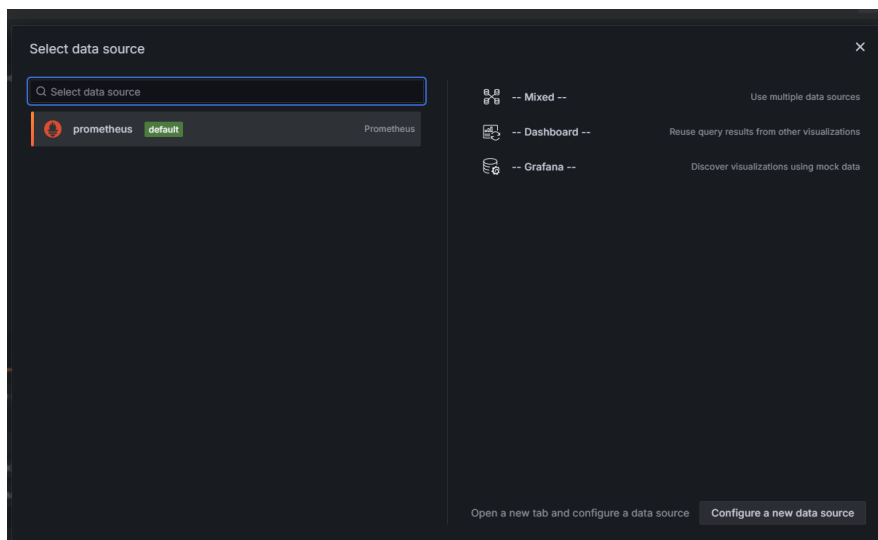 Select data source
Select data source
prometheus default Prometheus
-- Mixed -- Use multiple data sources
-- Dashboard -- Reuse query results from other visualizations
-- Grafana -- Discover visualizations using mock data
Open a new tab and configure a data source Configure a new data source